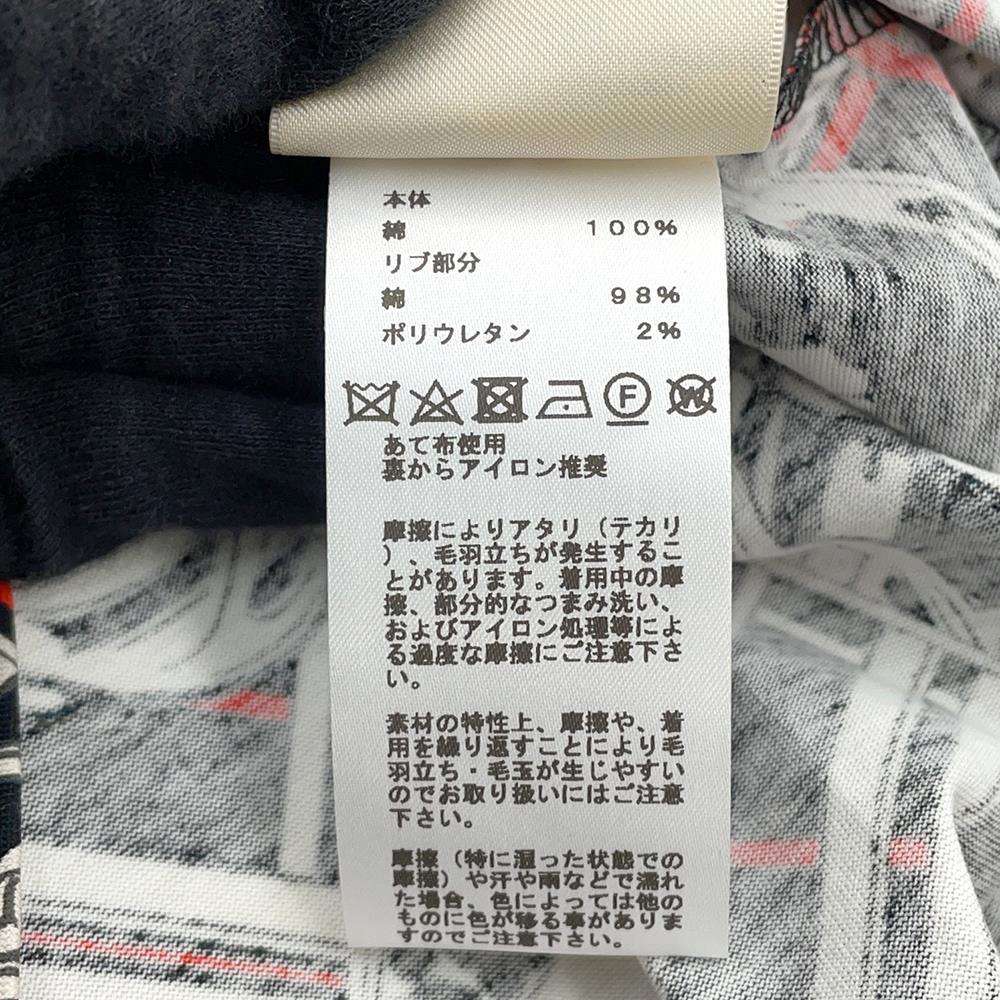 本体
綿 100%
リブ部分
綿 98%
ポリウレタン 2%
F W
あて布使用
裏からアイロン推奨
摩擦によりアタリ(テカリ
)、毛羽立ちが発生するこ
とがあります。着用中の摩
擦、部分的なつまみ洗い、
およびアイロン処理等によ
る過度な摩擦にご注意下さ
い。
素材の特性上、摩擦や、着
用を繰り返すことにより毛
羽立ち・毛玉が生じやすい
のでお取り扱いにはご注意
下さい。
摩擦(特に湿った状態での
摩擦)や汗や雨などで濡れ
た場合、色によっては他の
ものに色が移る事がありま
すのでご注意下さい。